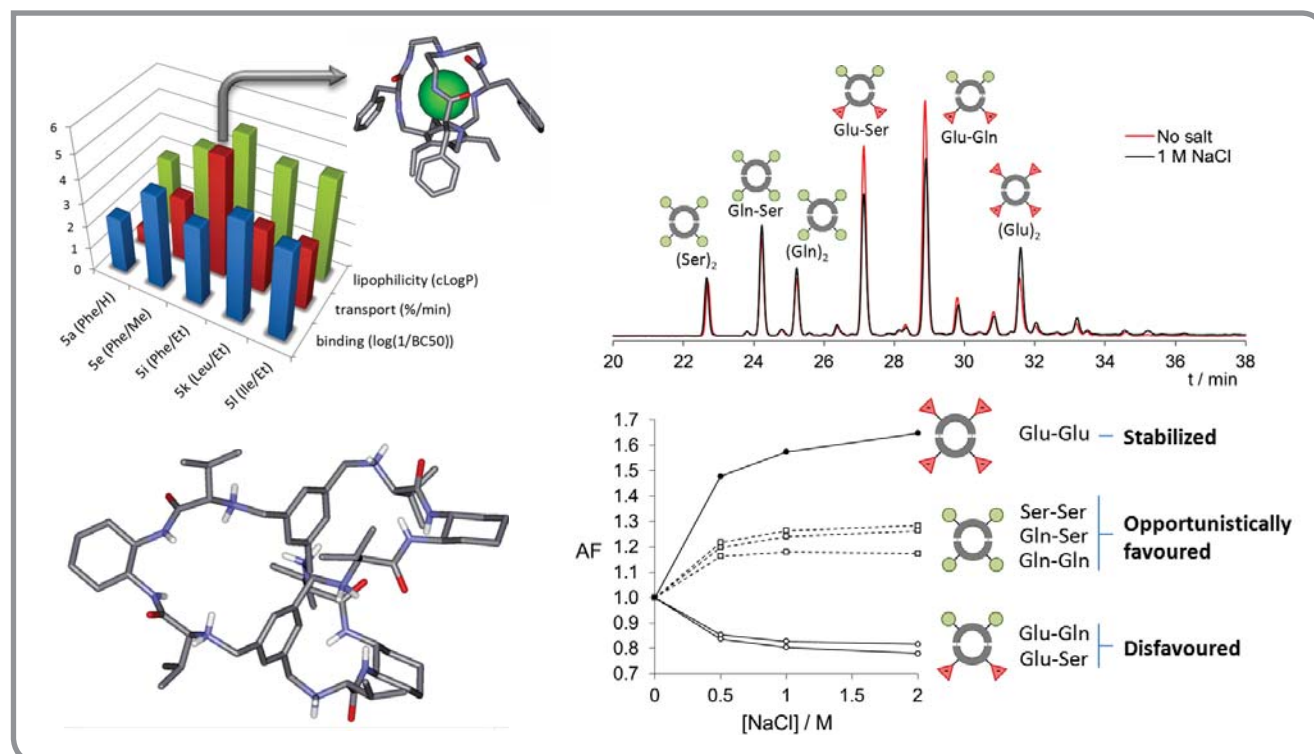 6
5
4
3
2
1
0
5a (Phe/H)
5e (Phe/Me)
5i (Phe/Et)
5k (Leu/Et)
5l (Ile/Et)
lipophilicity (cLogP)
transport (%/min)
binding (log(1/BC50))
(Ser)2
Gln-Ser
(Gln)2
Glu-Ser
Glu-Gln
(Glu)2
No salt
1 M NaCl
20 22 24 26 28 30 32 34 36 38
t / min
1.7
1.6
1.5
1.4
1.3
1.2
1.1
1.0
0.9
0.8
0.7
AF
0 0.5 1 1.5 2
[NaCl] / M
Glu-Glu Stabilized
Ser-Ser
Gln-Ser
Gln-Gln
Opportunistically
favoured
Glu-Gln
Glu-Ser
Disfavoured